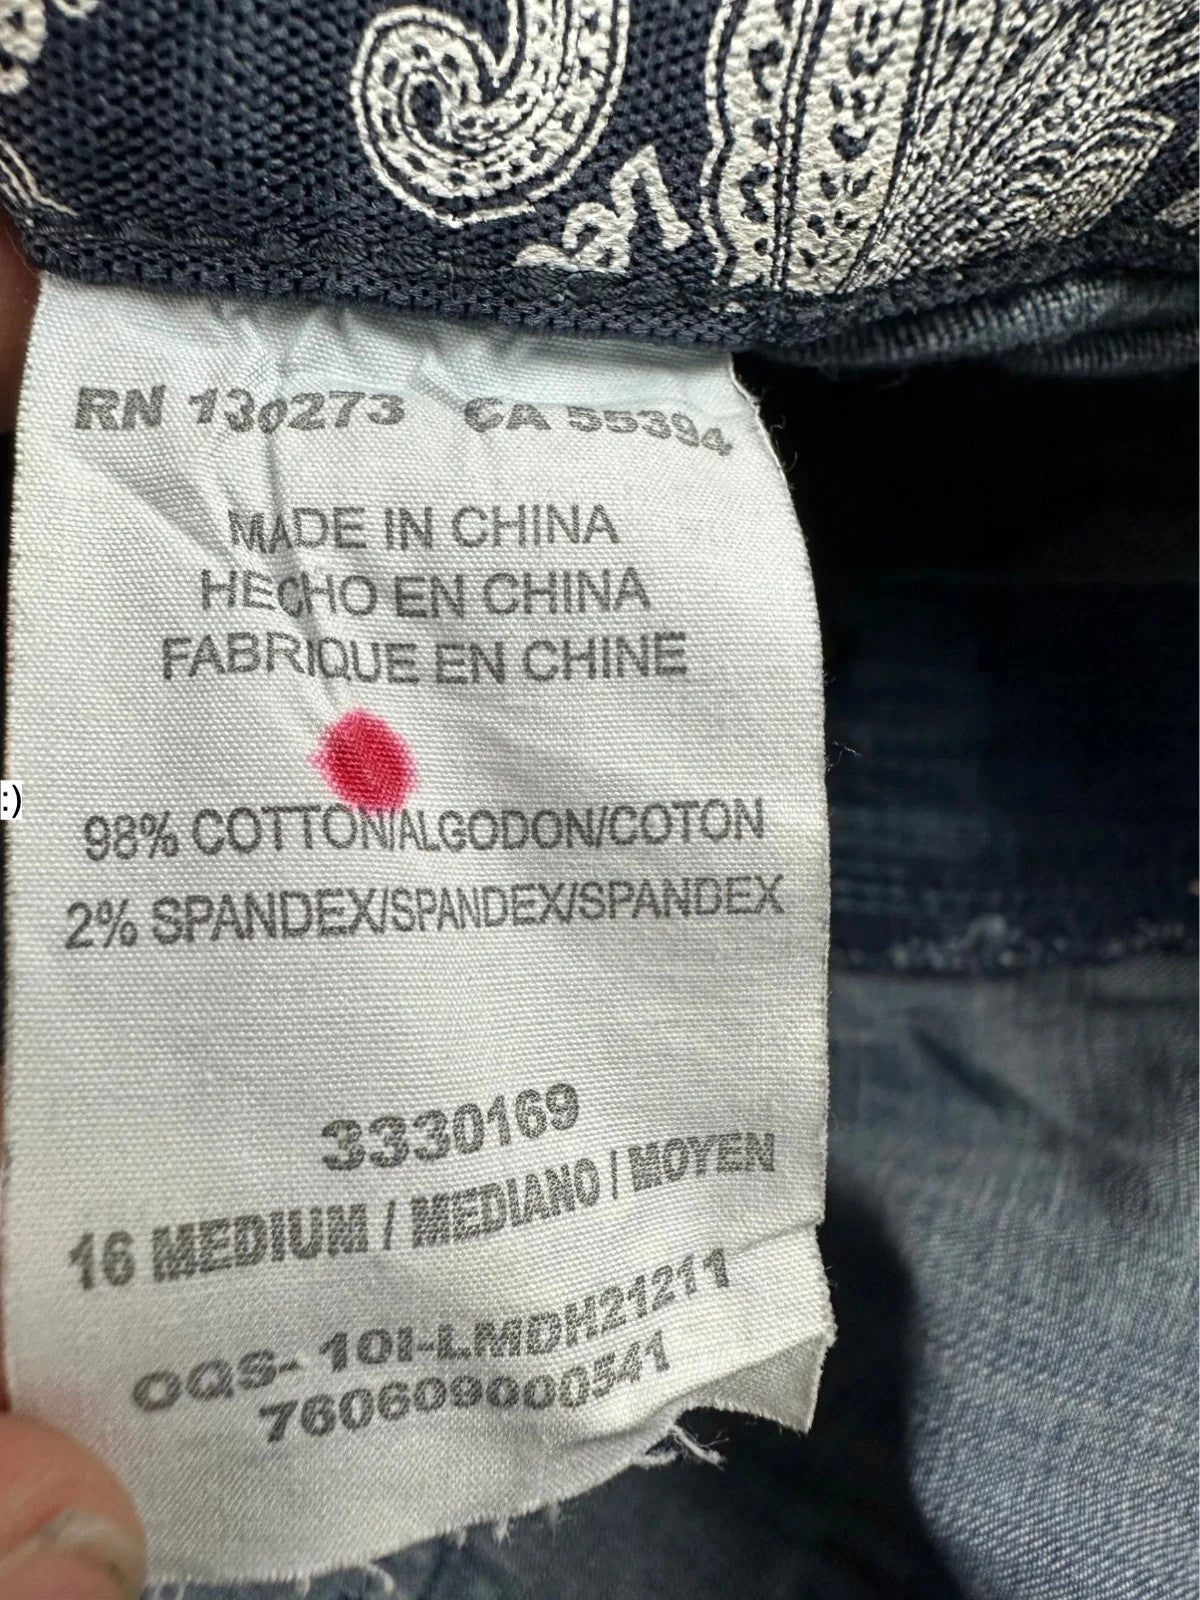 RN 130273 CA 55394
MADE IN CHINA
HECHO EN CHINA
FABRIQUE EN CHINE
:)
98% COTTON/ALGODON/COTON
2% SPANDEX/SPANDEX/SPANDEX
3330169
16 MEDIUM / MEDIANO / MOYEN
OQS- 10I-LMDH21211
760609000541